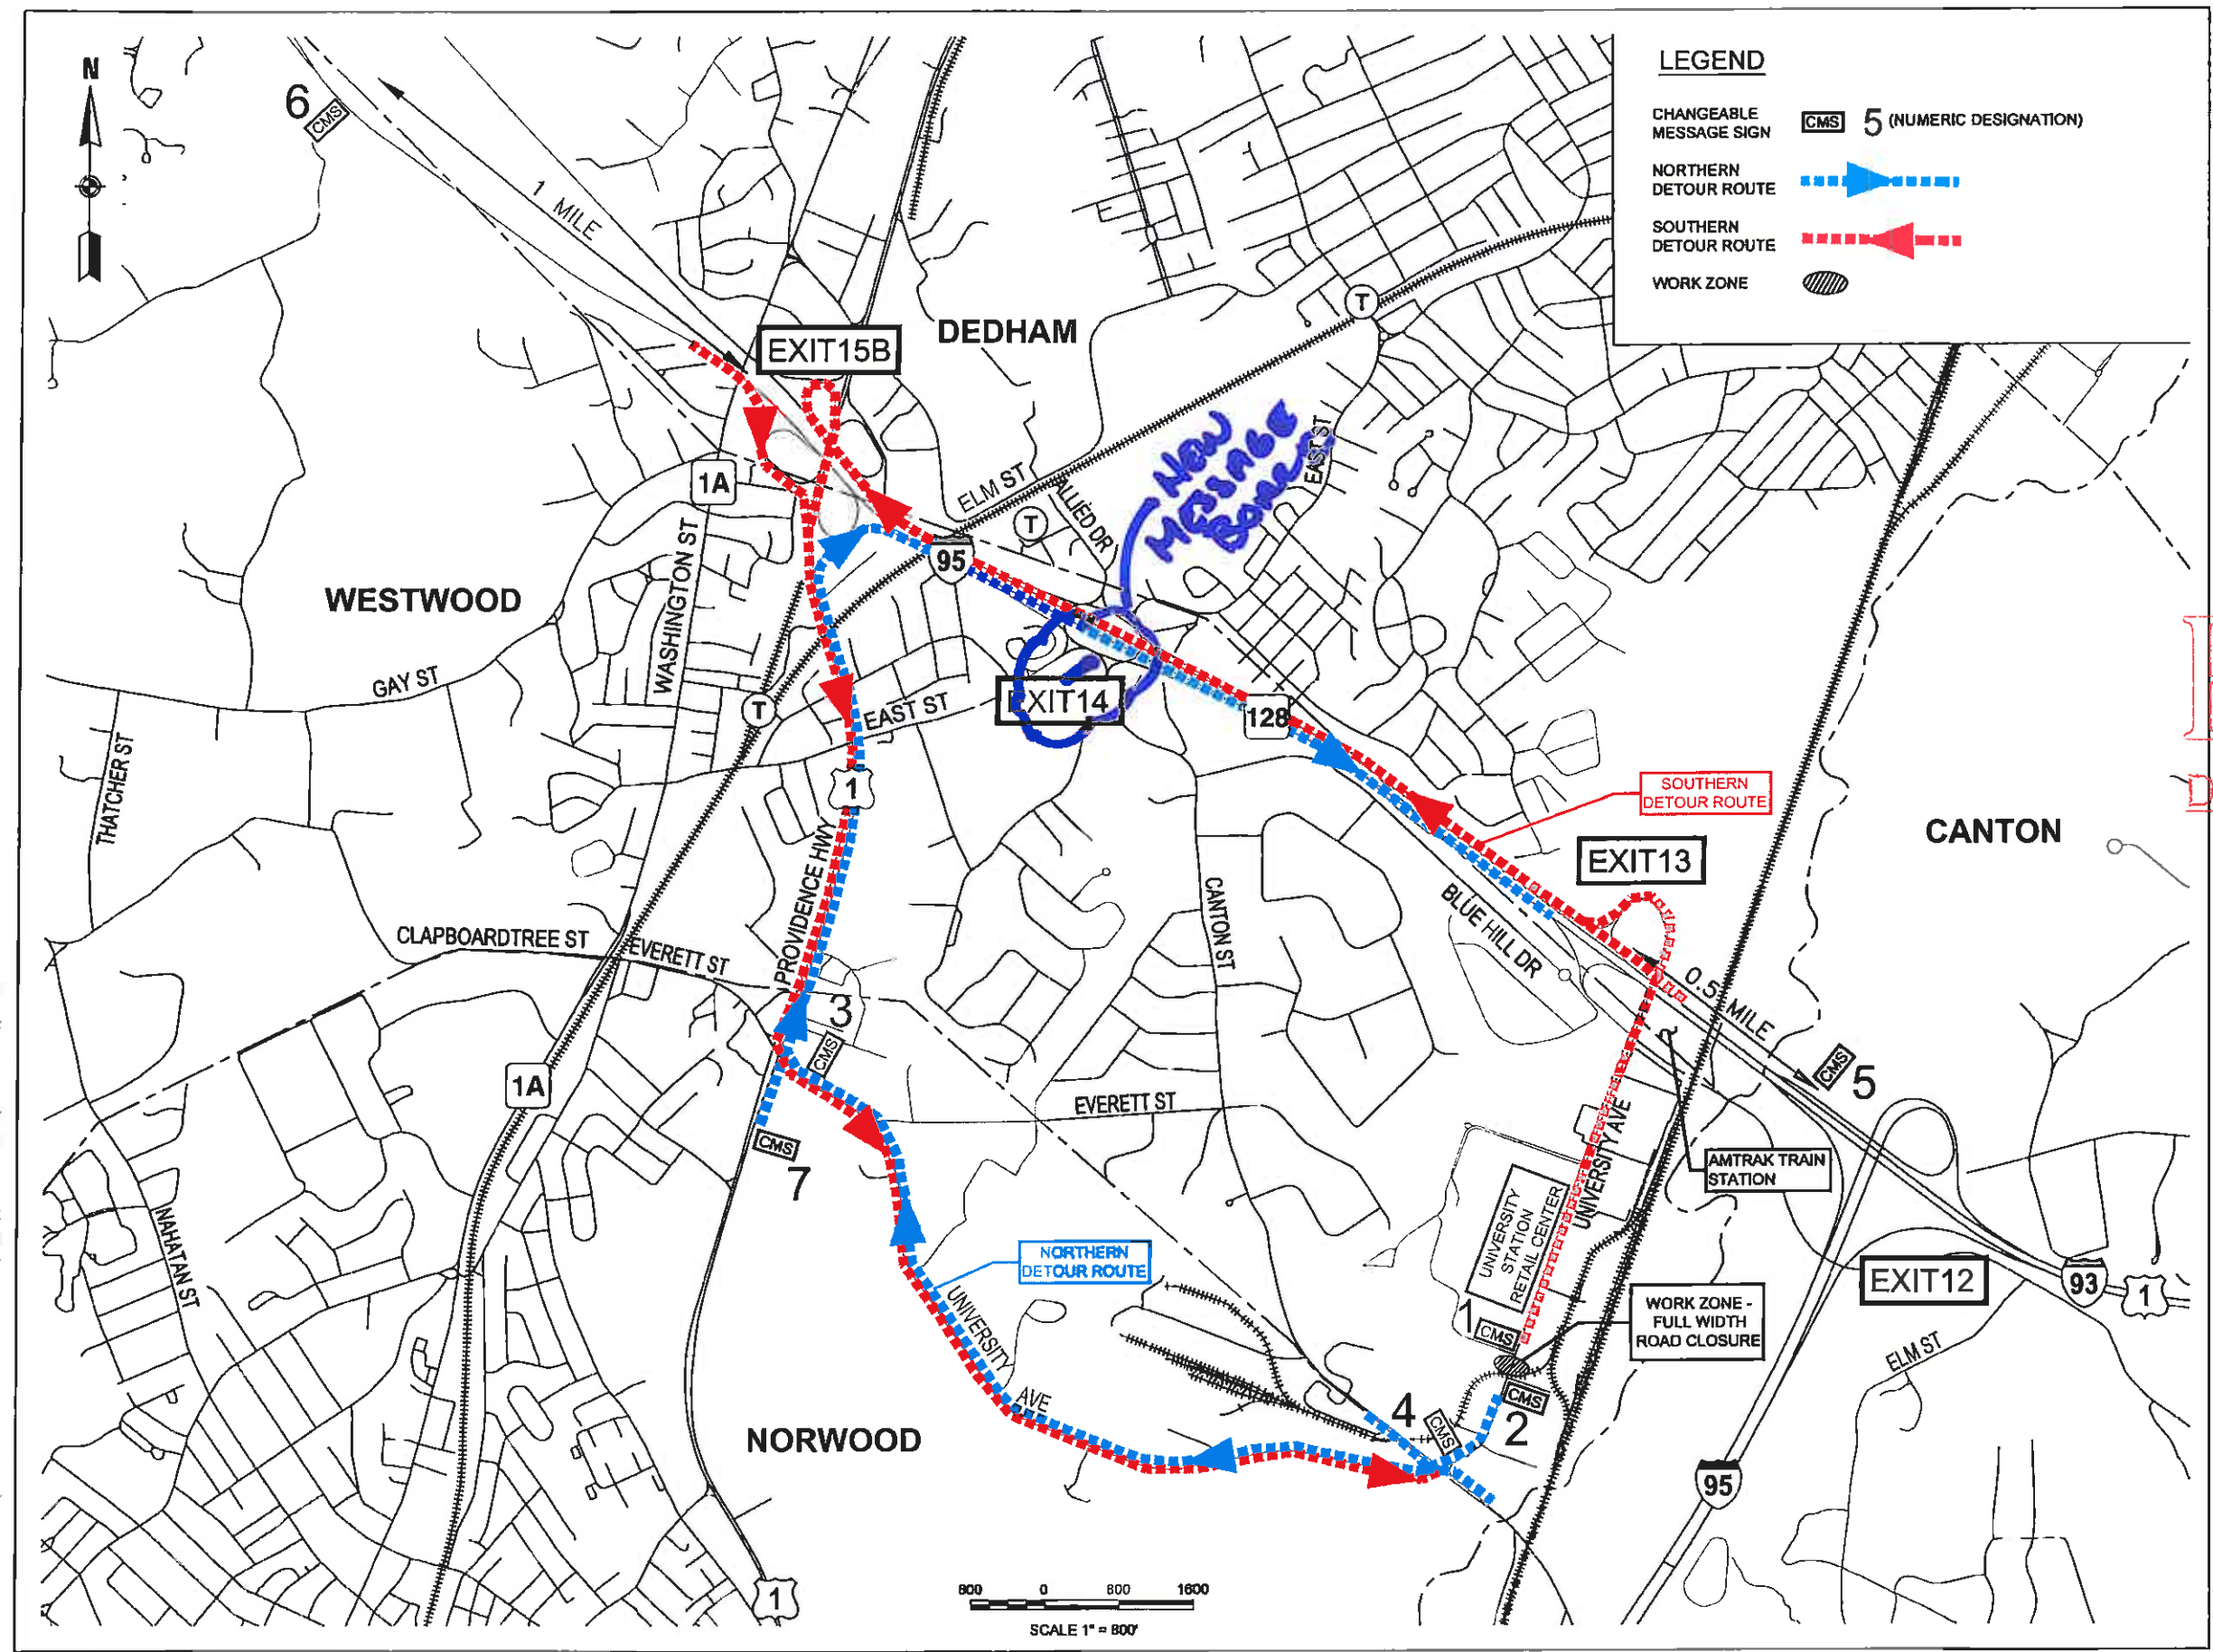 N
LEGEND
CHANGEABLE
MESSAGE SIGN
CMS
5 (NUMERIC DESIGNATION)
NORTHERN
DETOUR ROUTE
SOUTHERN
DETOUR ROUTE
WORK ZONE
6
CMS
1 MILE
EXIT15B
DEDHAM
T
NEW
MESSAGE
BOARD
EAST ST
1A
ELM ST
ALLIED DR
T
95
WESTWOOD
WASHINGTON ST
GAY ST
T
EAST ST
EXIT14
128
THATCHER ST
1
SOUTHERN
DETOUR ROUTE
CANTON
EXIT13
PROVIDENCE HWY
CANTON ST
BLUE HILL DR
CLAPBOARDTREE ST
EVERETT ST
0.5 MILE
3
CMS
CMS
5
1A
EVERETT ST
UNIVERSITY AVE
CMS
7
AMTRAK TRAIN
STATION
NAHATAN ST
UNIVERSITY
STATION
RETAIL CENTER
NORTHERN
DETOUR ROUTE
EXIT12
93
1
UNIVERSITY
AVE
1
CMS
WORK ZONE -
FULL WIDTH
ROAD CLOSURE
ELM ST
CMS
2
4
CMS
NORWOOD
95
1
800 0 800 1600
SCALE 1" = 800'